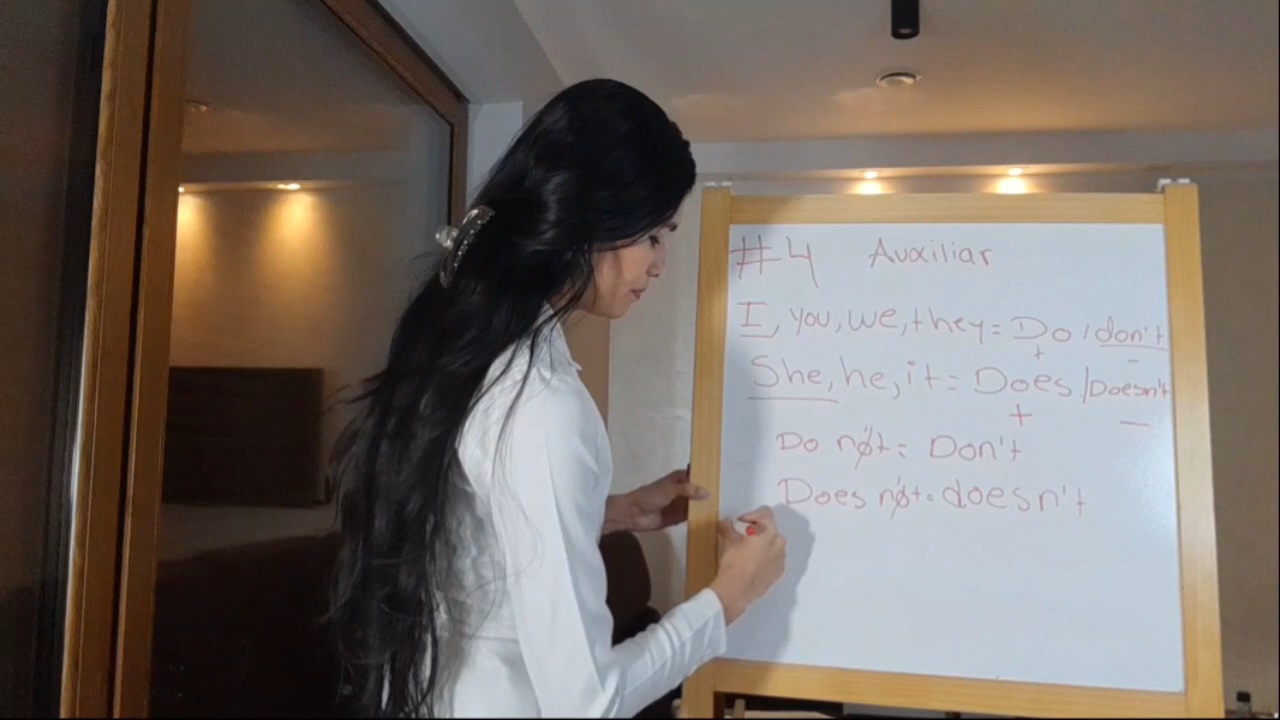 #4 Auxiliar
I, you, we, they = Do / don't
+ -
She, he, it = Does / Doesn't
+ -
Do not = Don't
Does not = doesn't